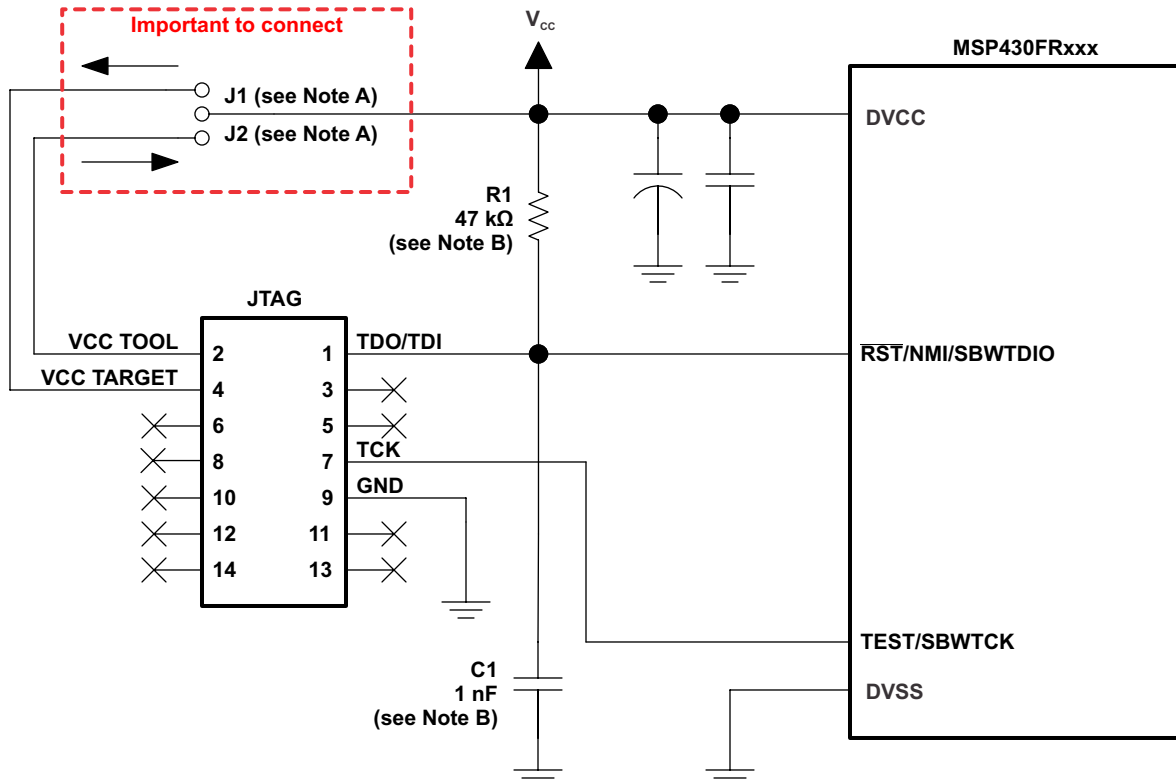 Important to connect
V_CC
MSP430FRxxx
J1 (see Note A)
J2 (see Note A)
DVCC
R1
47 kΩ
(see Note B)
JTAG
VCC TOOL
2
1
TDO/TDI
R̅S̅T̅/NMI/SBWTDIO
VCC TARGET
4
3
6
5
8
7
TCK
10
9
GND
12
11
14
13
TEST/SBWTCK
C1
1 nF
(see Note B)
DVSS